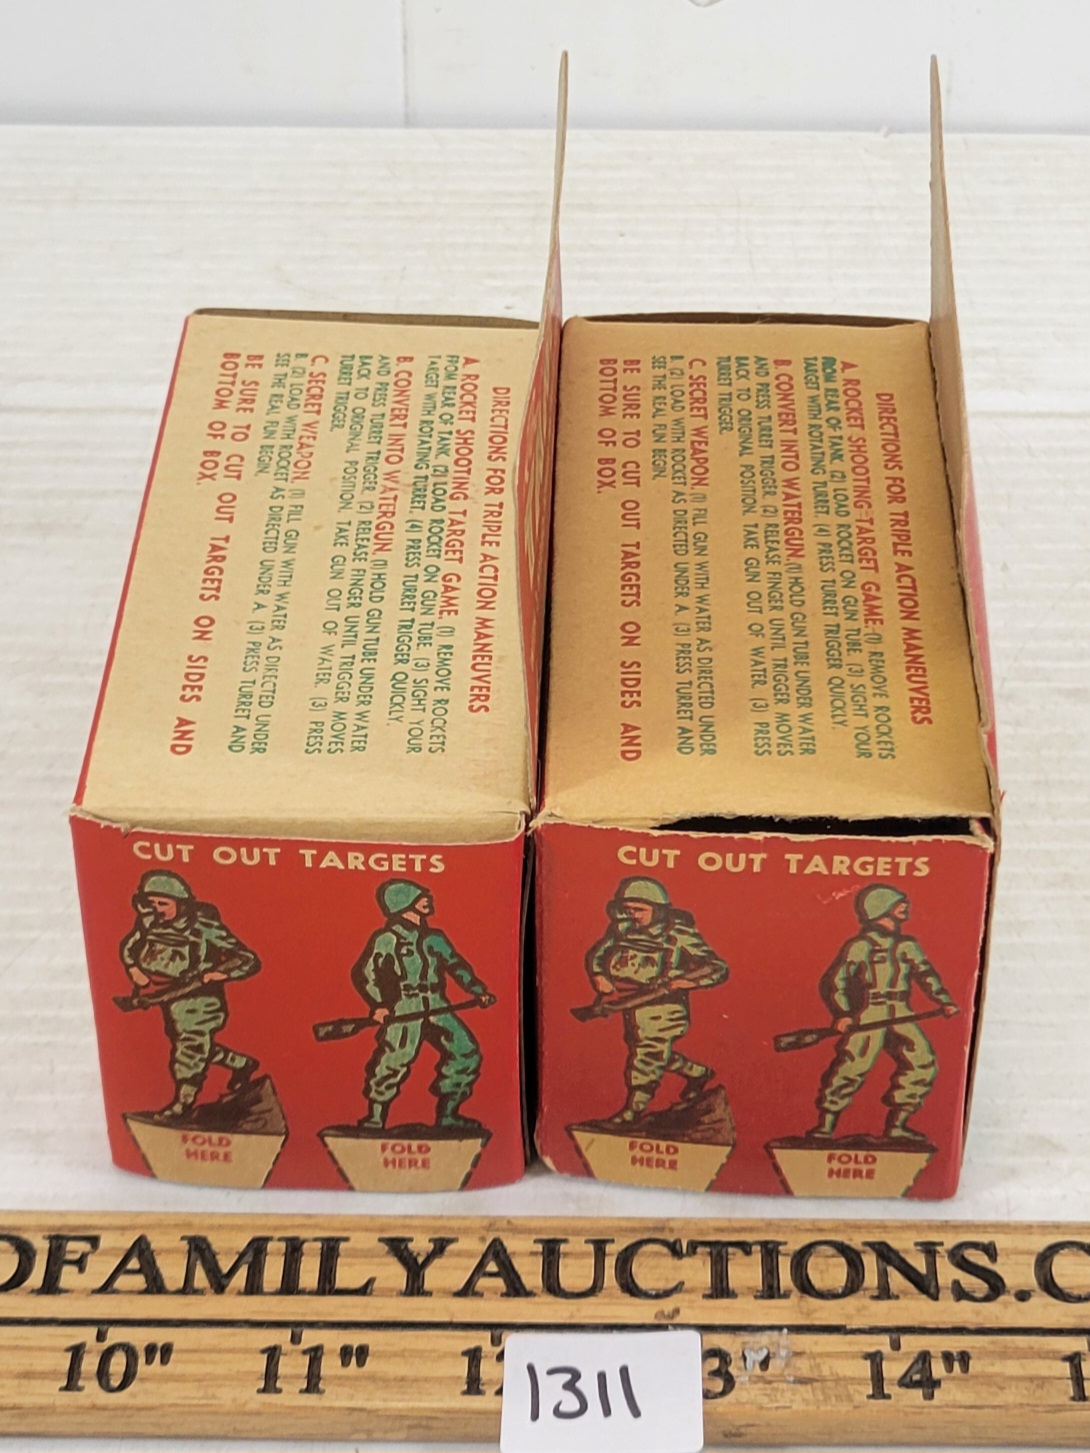 DIRECTIONS FOR TRIPLE ACTION MANEUVERS
A. ROCKET SHOOTING TARGET GAME. (1) REMOVE ROCKETS
FROM REAR OF TANK. (2) LOAD ROCKET ON GUN TUBE. (3) SIGHT YOUR
TARGET WITH ROTATING TURRET. (4) PRESS TURRET TRIGGER QUICKLY.
B. CONVERT INTO WATERGUN. (1) HOLD GUN TUBE UNDER WATER
AND PRESS TURRET TRIGGER. (2) RELEASE FINGER UNTIL TRIGGER MOVES
BACK TO ORIGINAL POSITION. TAKE GUN OUT OF WATER. (3) PRESS
TURRET TRIGGER.
C. SECRET WEAPON. (1) FILL GUN WITH WATER AS DIRECTED UNDER
B. (2) LOAD WITH ROCKET AS DIRECTED UNDER A. (3) PRESS TURRET AND
SEE THE REAL FUN BEGIN.
BE SURE TO CUT OUT TARGETS ON SIDES AND
BOTTOM OF BOX.
DIRECTIONS FOR TRIPLE ACTION MANEUVERS
A. ROCKET SHOOTING TARGET GAME. (1) REMOVE ROCKETS
FROM REAR OF TANK. (2) LOAD ROCKET ON GUN TUBE. (3) SIGHT YOUR
TARGET WITH ROTATING TURRET. (4) PRESS TURRET TRIGGER QUICKLY.
B. CONVERT INTO WATERGUN. (1) HOLD GUN TUBE UNDER WATER
AND PRESS TURRET TRIGGER. (2) RELEASE FINGER UNTIL TRIGGER MOVES
BACK TO ORIGINAL POSITION. TAKE GUN OUT OF WATER. (3) PRESS
TURRET TRIGGER.
C. SECRET WEAPON. (1) FILL GUN WITH WATER AS DIRECTED UNDER
B. (2) LOAD WITH ROCKET AS DIRECTED UNDER A. (3) PRESS TURRET AND
SEE THE REAL FUN BEGIN.
BE SURE TO CUT OUT TARGETS ON SIDES AND
BOTTOM OF BOX.
CUT OUT TARGETS
FOLD HERE
FOLD HERE
CUT OUT TARGETS
FOLD HERE
FOLD HERE
FAMILYAUCTIONS.C
10" 11" 3" 14"
1311